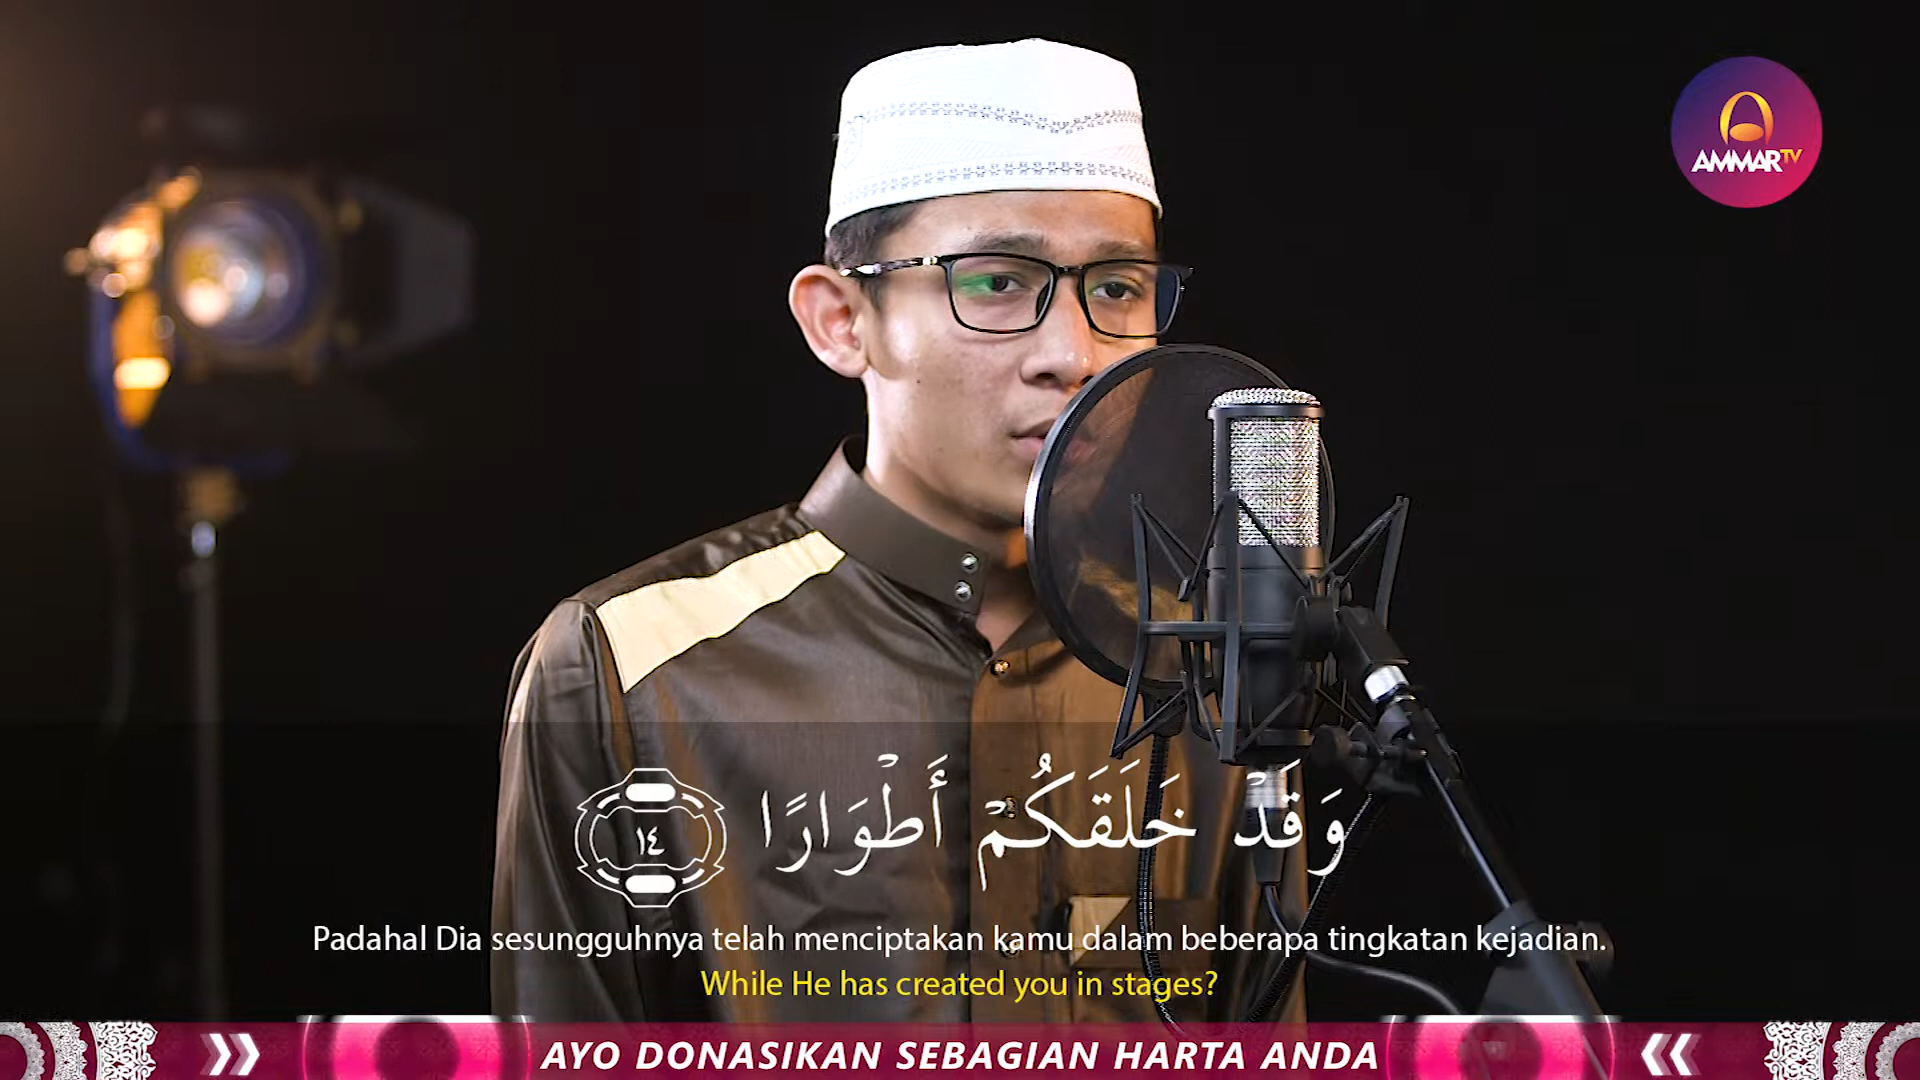 AMMARTV
وَقَدْ خَلَقَكُمْ أَطْوَارًا ١٤
Padahal Dia sesungguhnya telah menciptakan kamu dalam beberapa tingkatan kejadian.
While He has created you in stages?
AYO DONASIKAN SEBAGIAN HARTA ANDA